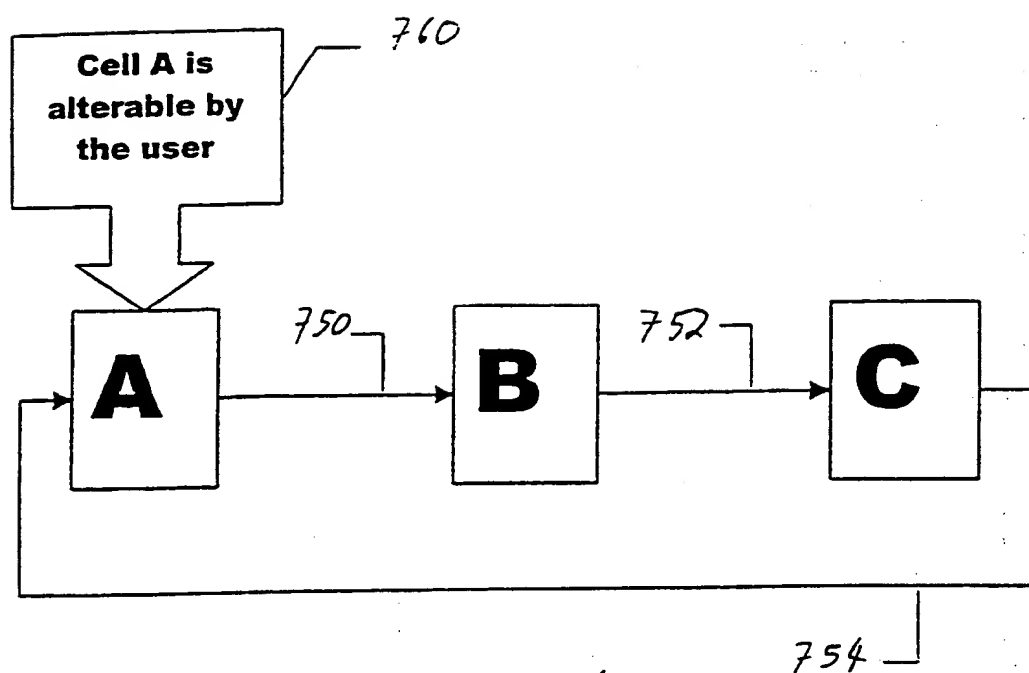 760
Cell A is
alterable by
the user
750
752
A
B
C
754